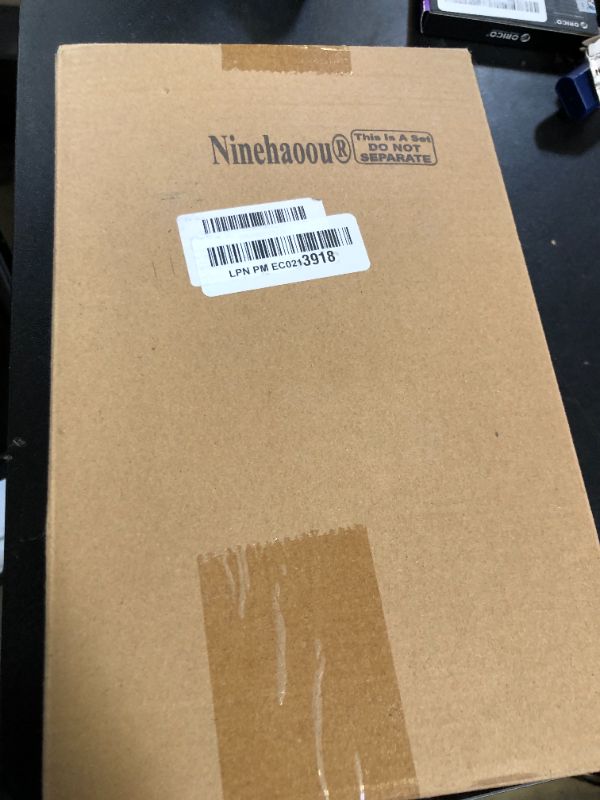 Ninehaoou®
This Is A Set
DO NOT
SEPARATE
LPN PM EC0213918
ORICO